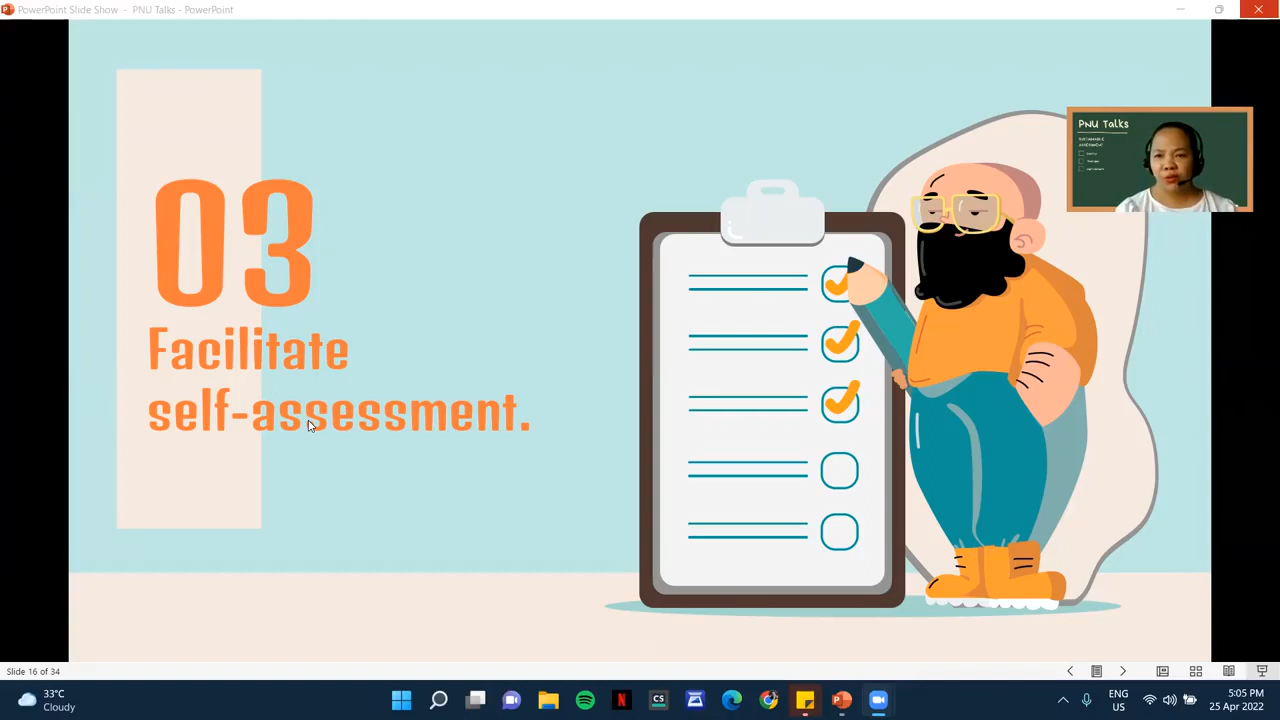 PowerPoint Slide Show - PNU Talks - PowerPoint
PNU Talks
03
Facilitate
self-assessment.
Slide 16 of 34
33°C
Cloudy
CS
N
ENG
US
5:05 PM
25 Apr 2022